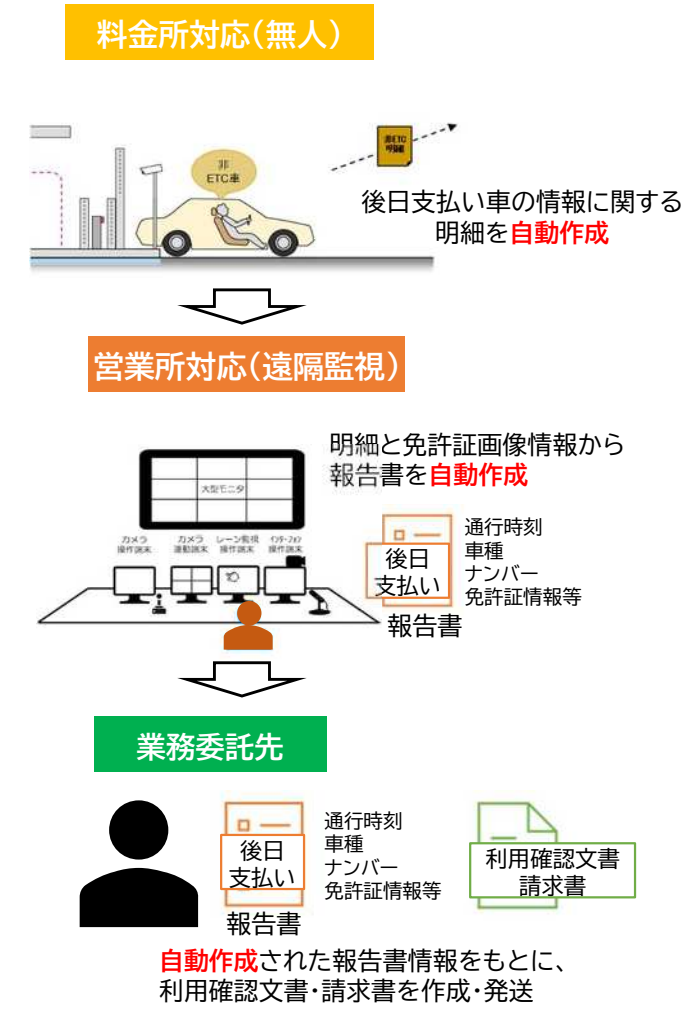 料金所対応(無人)
非
ETC車
非ETC
明細
後日支払い車の情報に関する
明細を自動作成
営業所対応(遠隔監視)
明細と免許証画像情報から
報告書を自動作成
大型モニタ
カメラ
操作端末
カメラ
連動端末
レーン監視
操作端末
インターフォン
操作端末
後日
支払い
報告書
通行時刻
車種
ナンバー
免許証情報等
業務委託先
後日
支払い
報告書
通行時刻
車種
ナンバー
免許証情報等
利用確認文書
請求書
自動作成された報告書情報をもとに、
利用確認文書・請求書を作成・発送